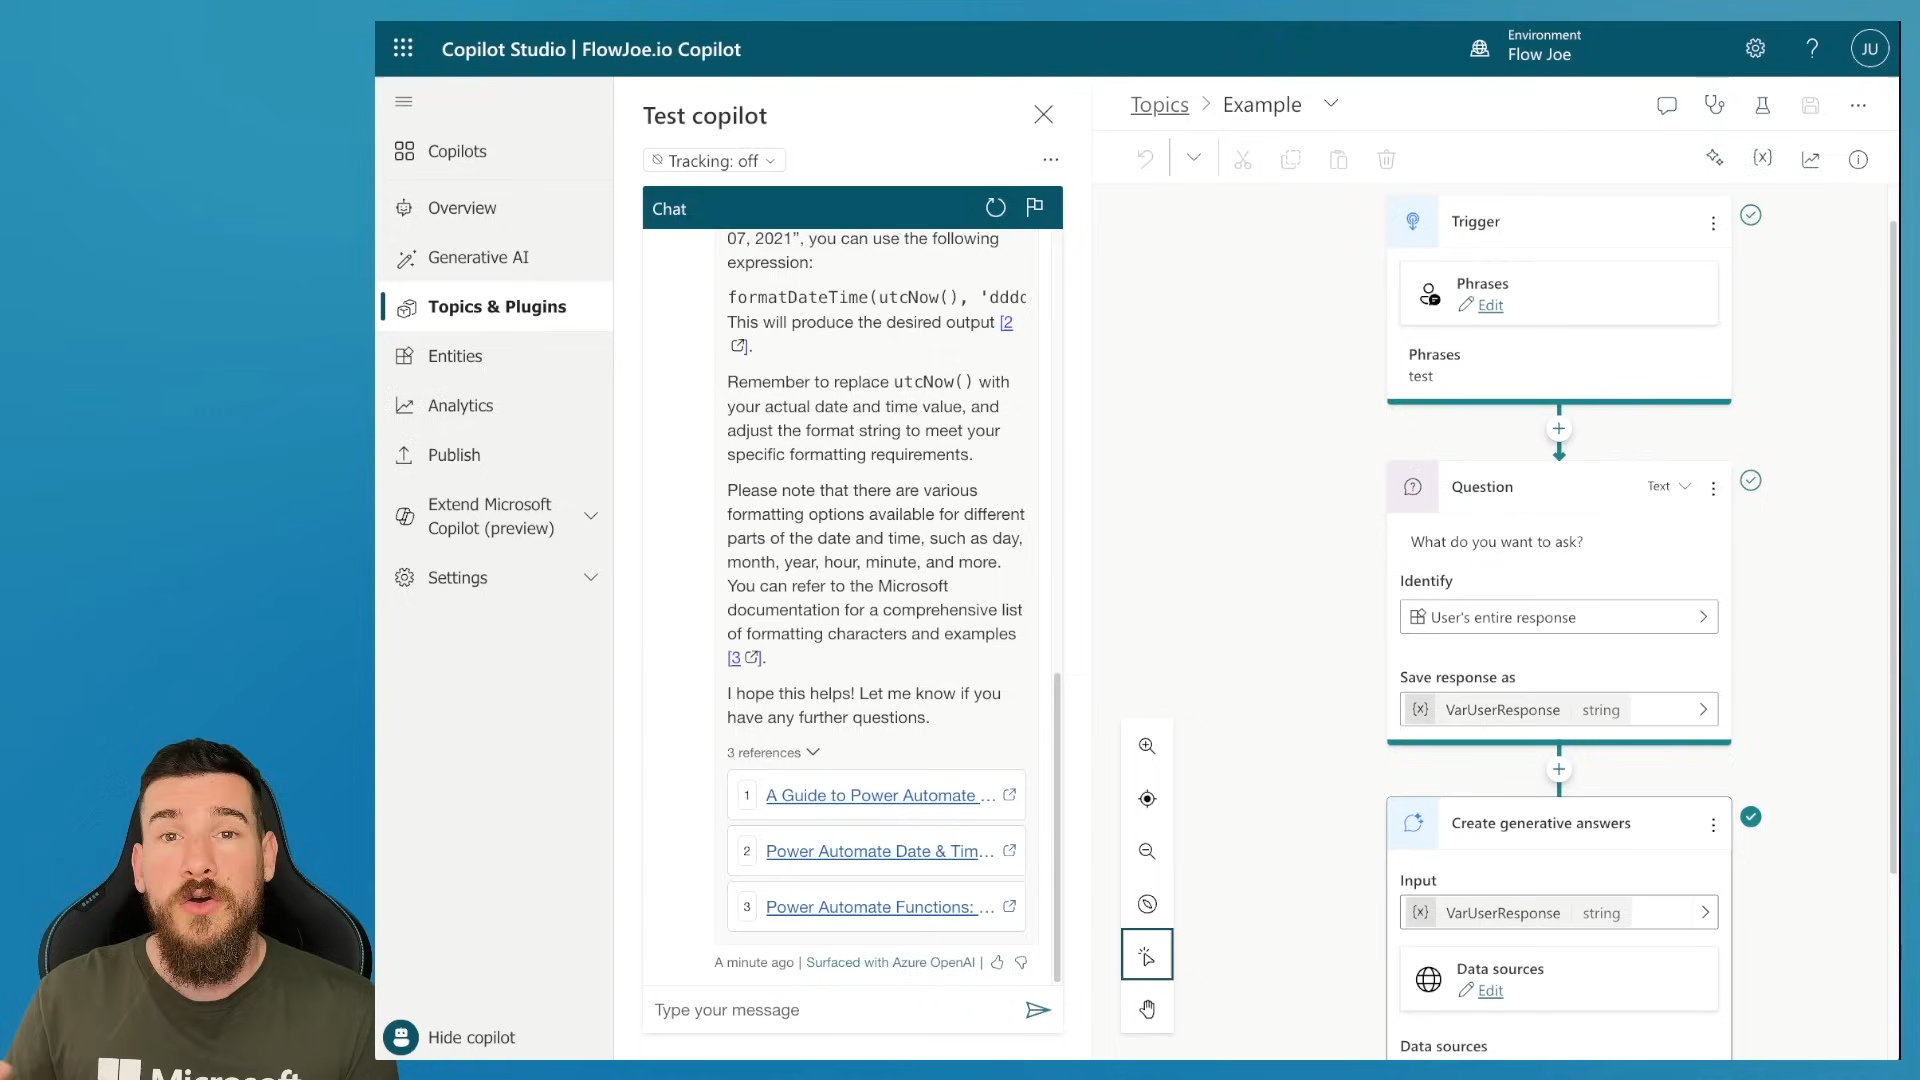 Copilot Studio | FlowJoe.io Copilot
Environment
Flow Joe
JU
Copilots
Overview
Generative AI
Topics & Plugins
Entities
Analytics
Publish
Extend Microsoft
Copilot (preview)
Settings
Hide copilot
Test copilot
Tracking: off
Chat
07, 2021”, you can use the following
expression:
formatDateTime(utcNow(), 'dddd
This will produce the desired output [2
].
Remember to replace utcNow() with
your actual date and time value, and
adjust the format string to meet your
specific formatting requirements.
Please note that there are various
formatting options available for different
parts of the date and time, such as day,
month, year, hour, minute, and more.
You can refer to the Microsoft
documentation for a comprehensive list
of formatting characters and examples
[3 ].
I hope this helps! Let me know if you
have any further questions.
3 references
1 A Guide to Power Automate ...
2 Power Automate Date & Tim...
3 Power Automate Functions: ...
A minute ago | Surfaced with Azure OpenAI |
Type your message
Topics > Example
{x}
Trigger
Phrases
Edit
Phrases
test
Question
Text
What do you want to ask?
Identify
User's entire response
Save response as
{x} VarUserResponse string
Create generative answers
Input
{x} VarUserResponse string
Data sources
Edit
Data sources
Microsoft